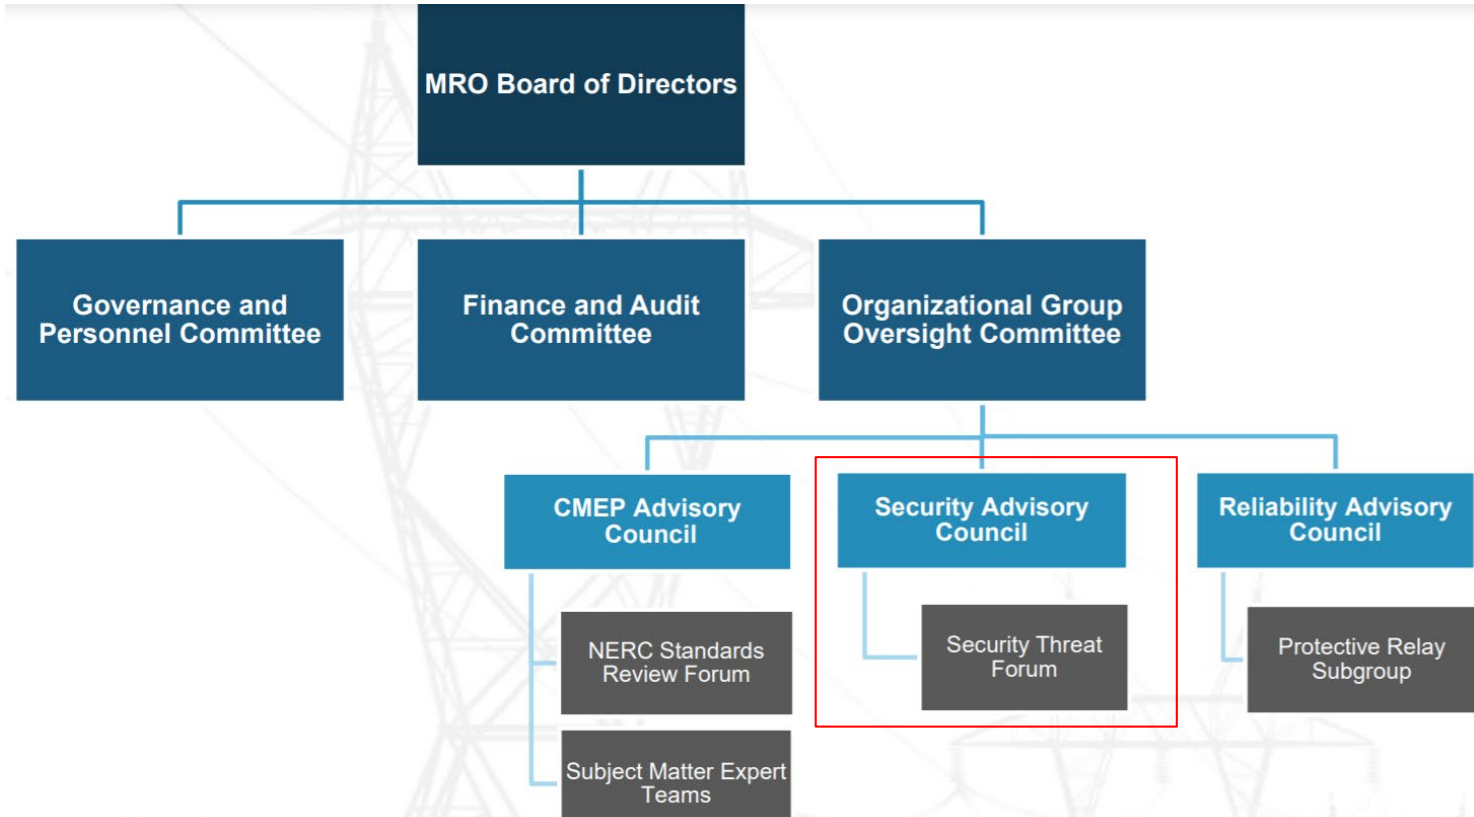 MRO Board of Directors
Governance and
Personnel Committee
Finance and Audit
Committee
Organizational Group
Oversight Committee
CMEP Advisory
Council
Security Advisory
Council
Reliability Advisory
Council
NERC Standards
Review Forum
Subject Matter Expert
Teams
Security Threat
Forum
Protective Relay
Subgroup